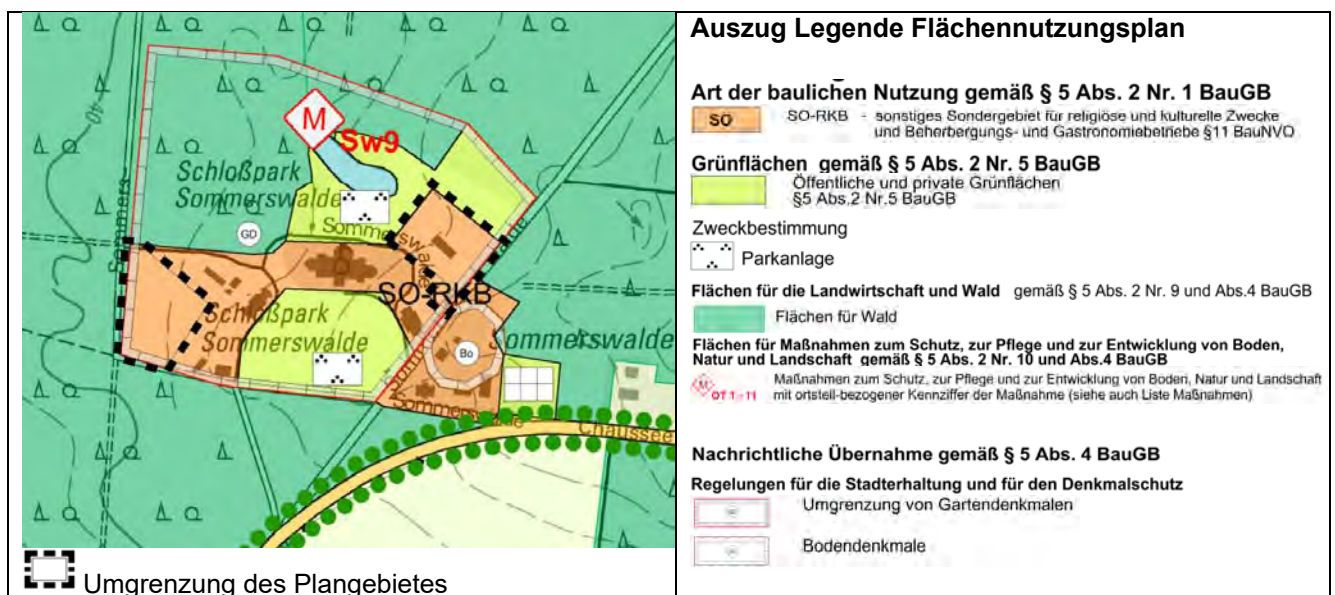 M
Sw9
Schloßpark
Sommerswalde
GD
SO-RKB
Schloßpark
Sommerswalde
Bo
ommerswalde
Sommerswalde
Chaussee
Umgrenzung des Plangebietes
Auszug Legende Flächennutzungsplan
Art der baulichen Nutzung gemäß § 5 Abs. 2 Nr. 1 BauGB
SO SO-RKB - sonstiges Sondergebiet für religiöse und kulturelle Zwecke
und Beherbergungs- und Gastronomiebetriebe §11 BauNVO
Grünflächen gemäß § 5 Abs. 2 Nr. 5 BauGB
Öffentliche und private Grünflächen
§5 Abs.2 Nr.5 BauGB
Zweckbestimmung
Parkanlage
Flächen für die Landwirtschaft und Wald gemäß § 5 Abs. 2 Nr. 9 und Abs.4 BauGB
Flächen für Wald
Flächen für Maßnahmen zum Schutz, zur Pflege und zur Entwicklung von Boden,
Natur und Landschaft gemäß § 5 Abs. 2 Nr. 10 und Abs.4 BauGB
M OT 1 - 11 Maßnahmen zum Schutz, zur Pflege und zur Entwicklung von Boden, Natur und Landschaft
mit ortsteil-bezogener Kennziffer der Maßnahme (siehe auch Liste Maßnahmen)
Nachrichtliche Übernahme gemäß § 5 Abs. 4 BauGB
Regelungen für die Stadterhaltung und für den Denkmalschutz
Umgrenzung von Gartendenkmalen
Bodendenkmale